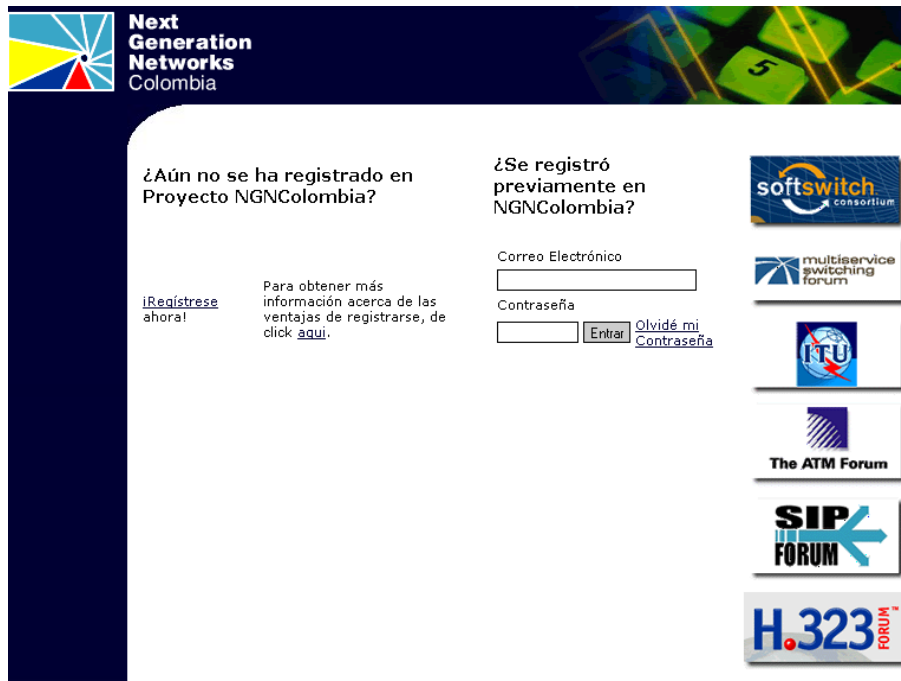 Next
Generation
Networks
Colombia
5
¿Aún no se ha registrado en
Proyecto NGNColombia?
¡Regístrese
ahora!
Para obtener más
información acerca de las
ventajas de registrarse, de
click aqui.
¿Se registró
previamente en
NGNColombia?
Correo Electrónico
Contraseña
Entrar
Olvidé mi
Contraseña
softswitch
consortium
multiservice
switching
forum
ITU
The ATM Forum
SIP
FORUM
H.323 FORUM™